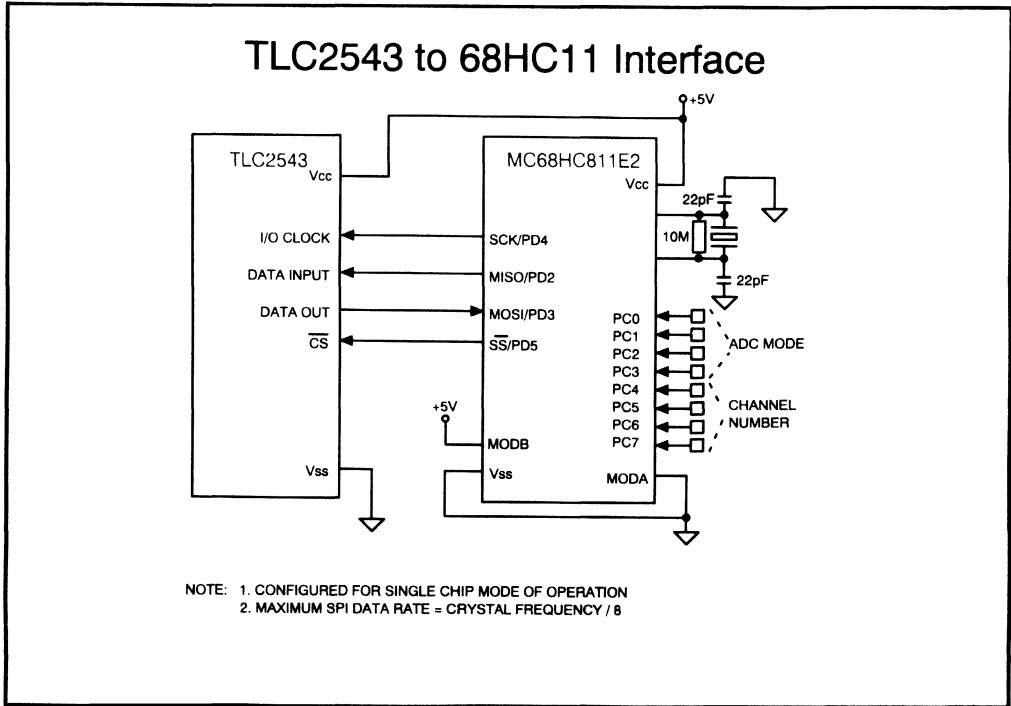 TLC2543 to 68HC11 Interface
+5V
TLC2543
Vcc
MC68HC811E2
Vcc
22pF
10M
22pF
I/O CLOCK
SCK/PD4
DATA INPUT
MISO/PD2
DATA OUT
MOSI/PD3
CS
SS/PD5
PC0
PC1
PC2
PC3
PC4
PC5
PC6
PC7
ADC MODE
CHANNEL
NUMBER
+5V
MODB
Vss
Vss
MODA
NOTE: 1. CONFIGURED FOR SINGLE CHIP MODE OF OPERATION
2. MAXIMUM SPI DATA RATE = CRYSTAL FREQUENCY / 8